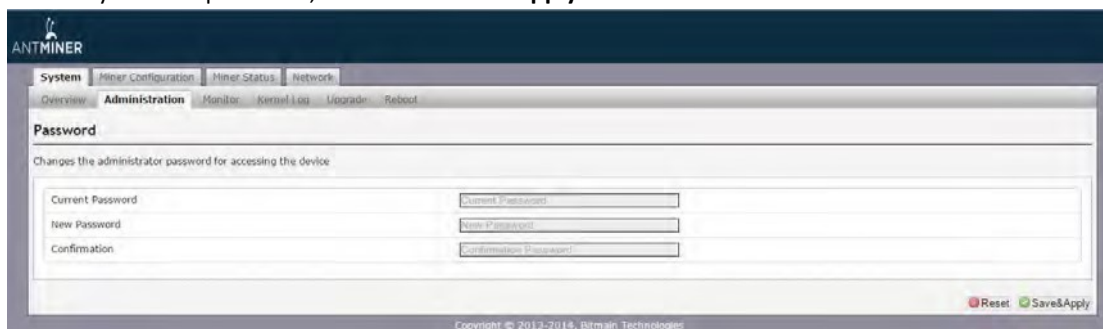 ANTMINER
System Miner Configuration Miner Status Network
Overview Administration Monitor Kernel Log Upgrade Reboot
Password
Changes the administrator password for accessing the device
Current Password Current Password
New Password New Password
Confirmation Confirmation Password
Reset Save&Apply
Copyright © 2013-2014, Bitmain Technologies